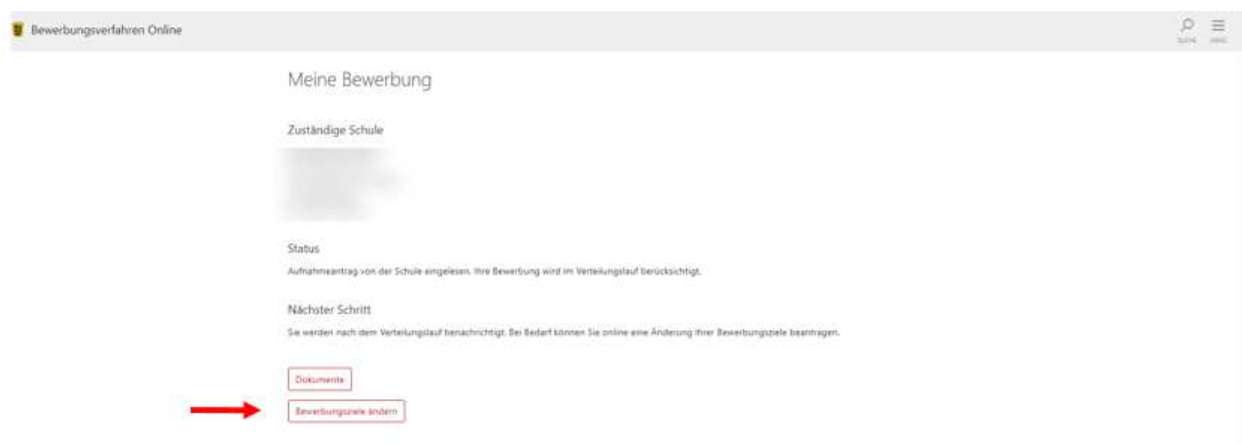 Bewerbungsverfahren Online
SUCHE MENÜ
Meine Bewerbung
Zuständige Schule
Status
Aufnahmeantrag von der Schule eingelesen. Ihre Bewerbung wird im Verteilungslauf berücksichtigt.
Nächster Schritt
Sie werden nach dem Verteilungslauf benachrichtigt. Bei Bedarf können Sie online eine Änderung Ihrer Bewerbungsziele beantragen.
Dokumente
Bewerbungsziele ändern